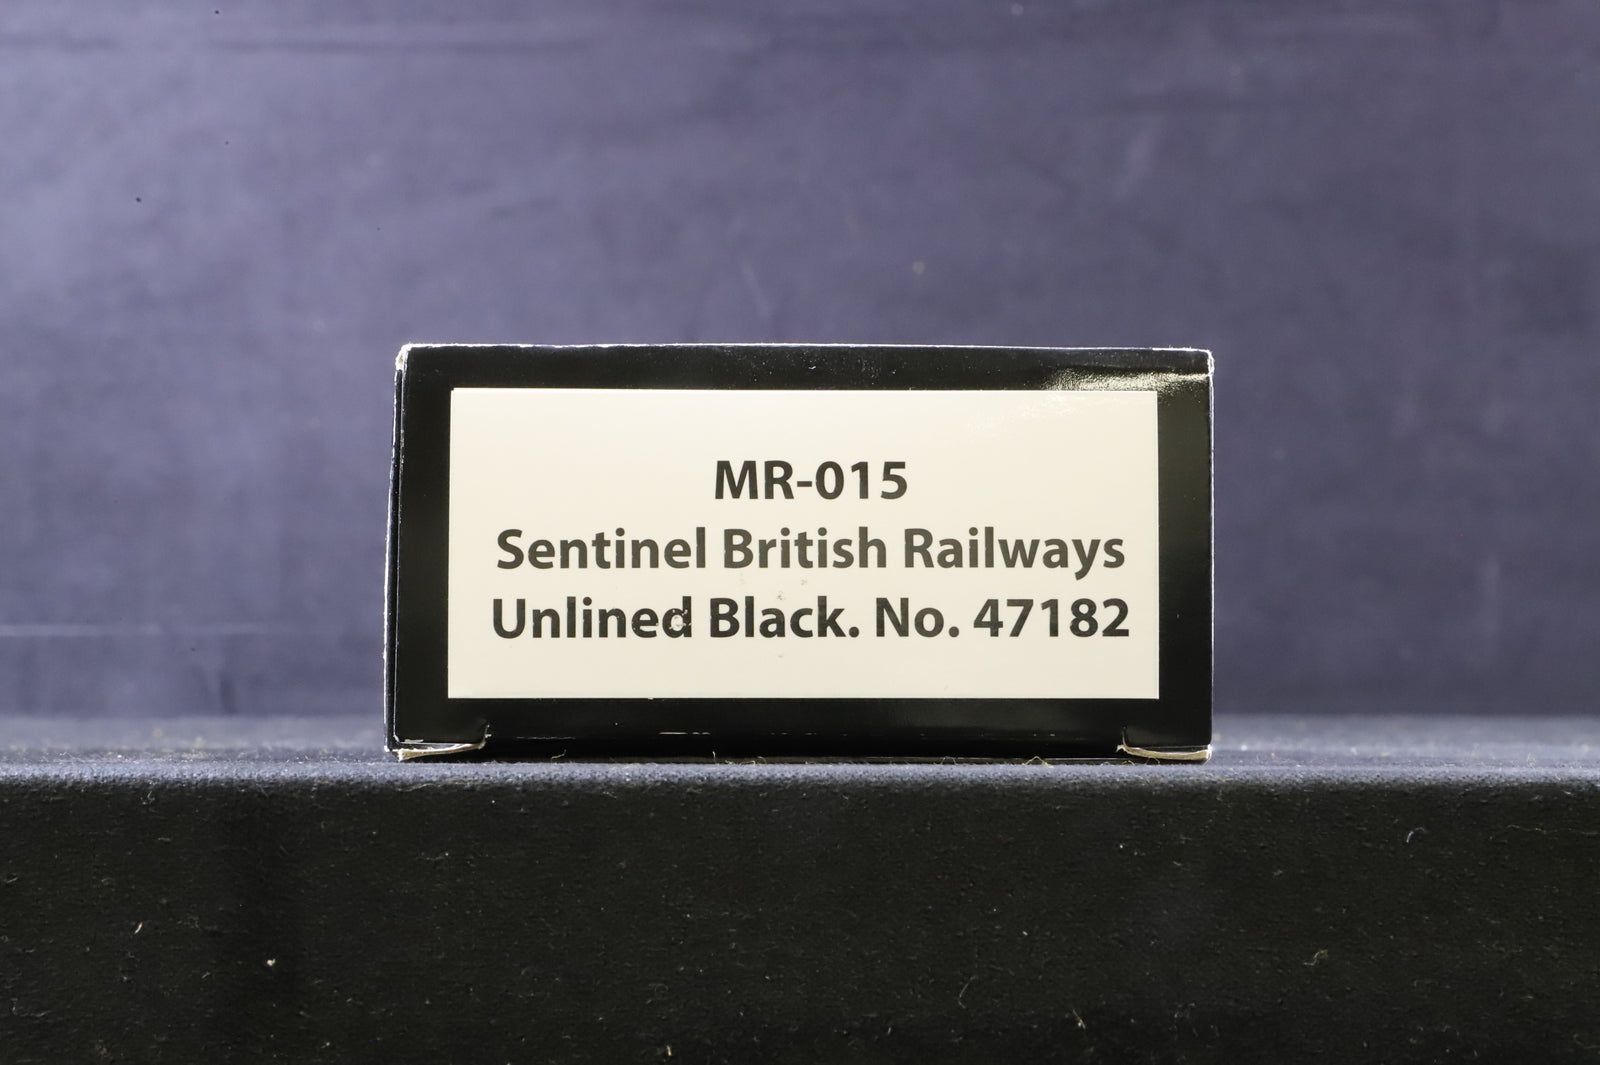 MR-015
Sentinel British Railways
Unlined Black. No. 47182